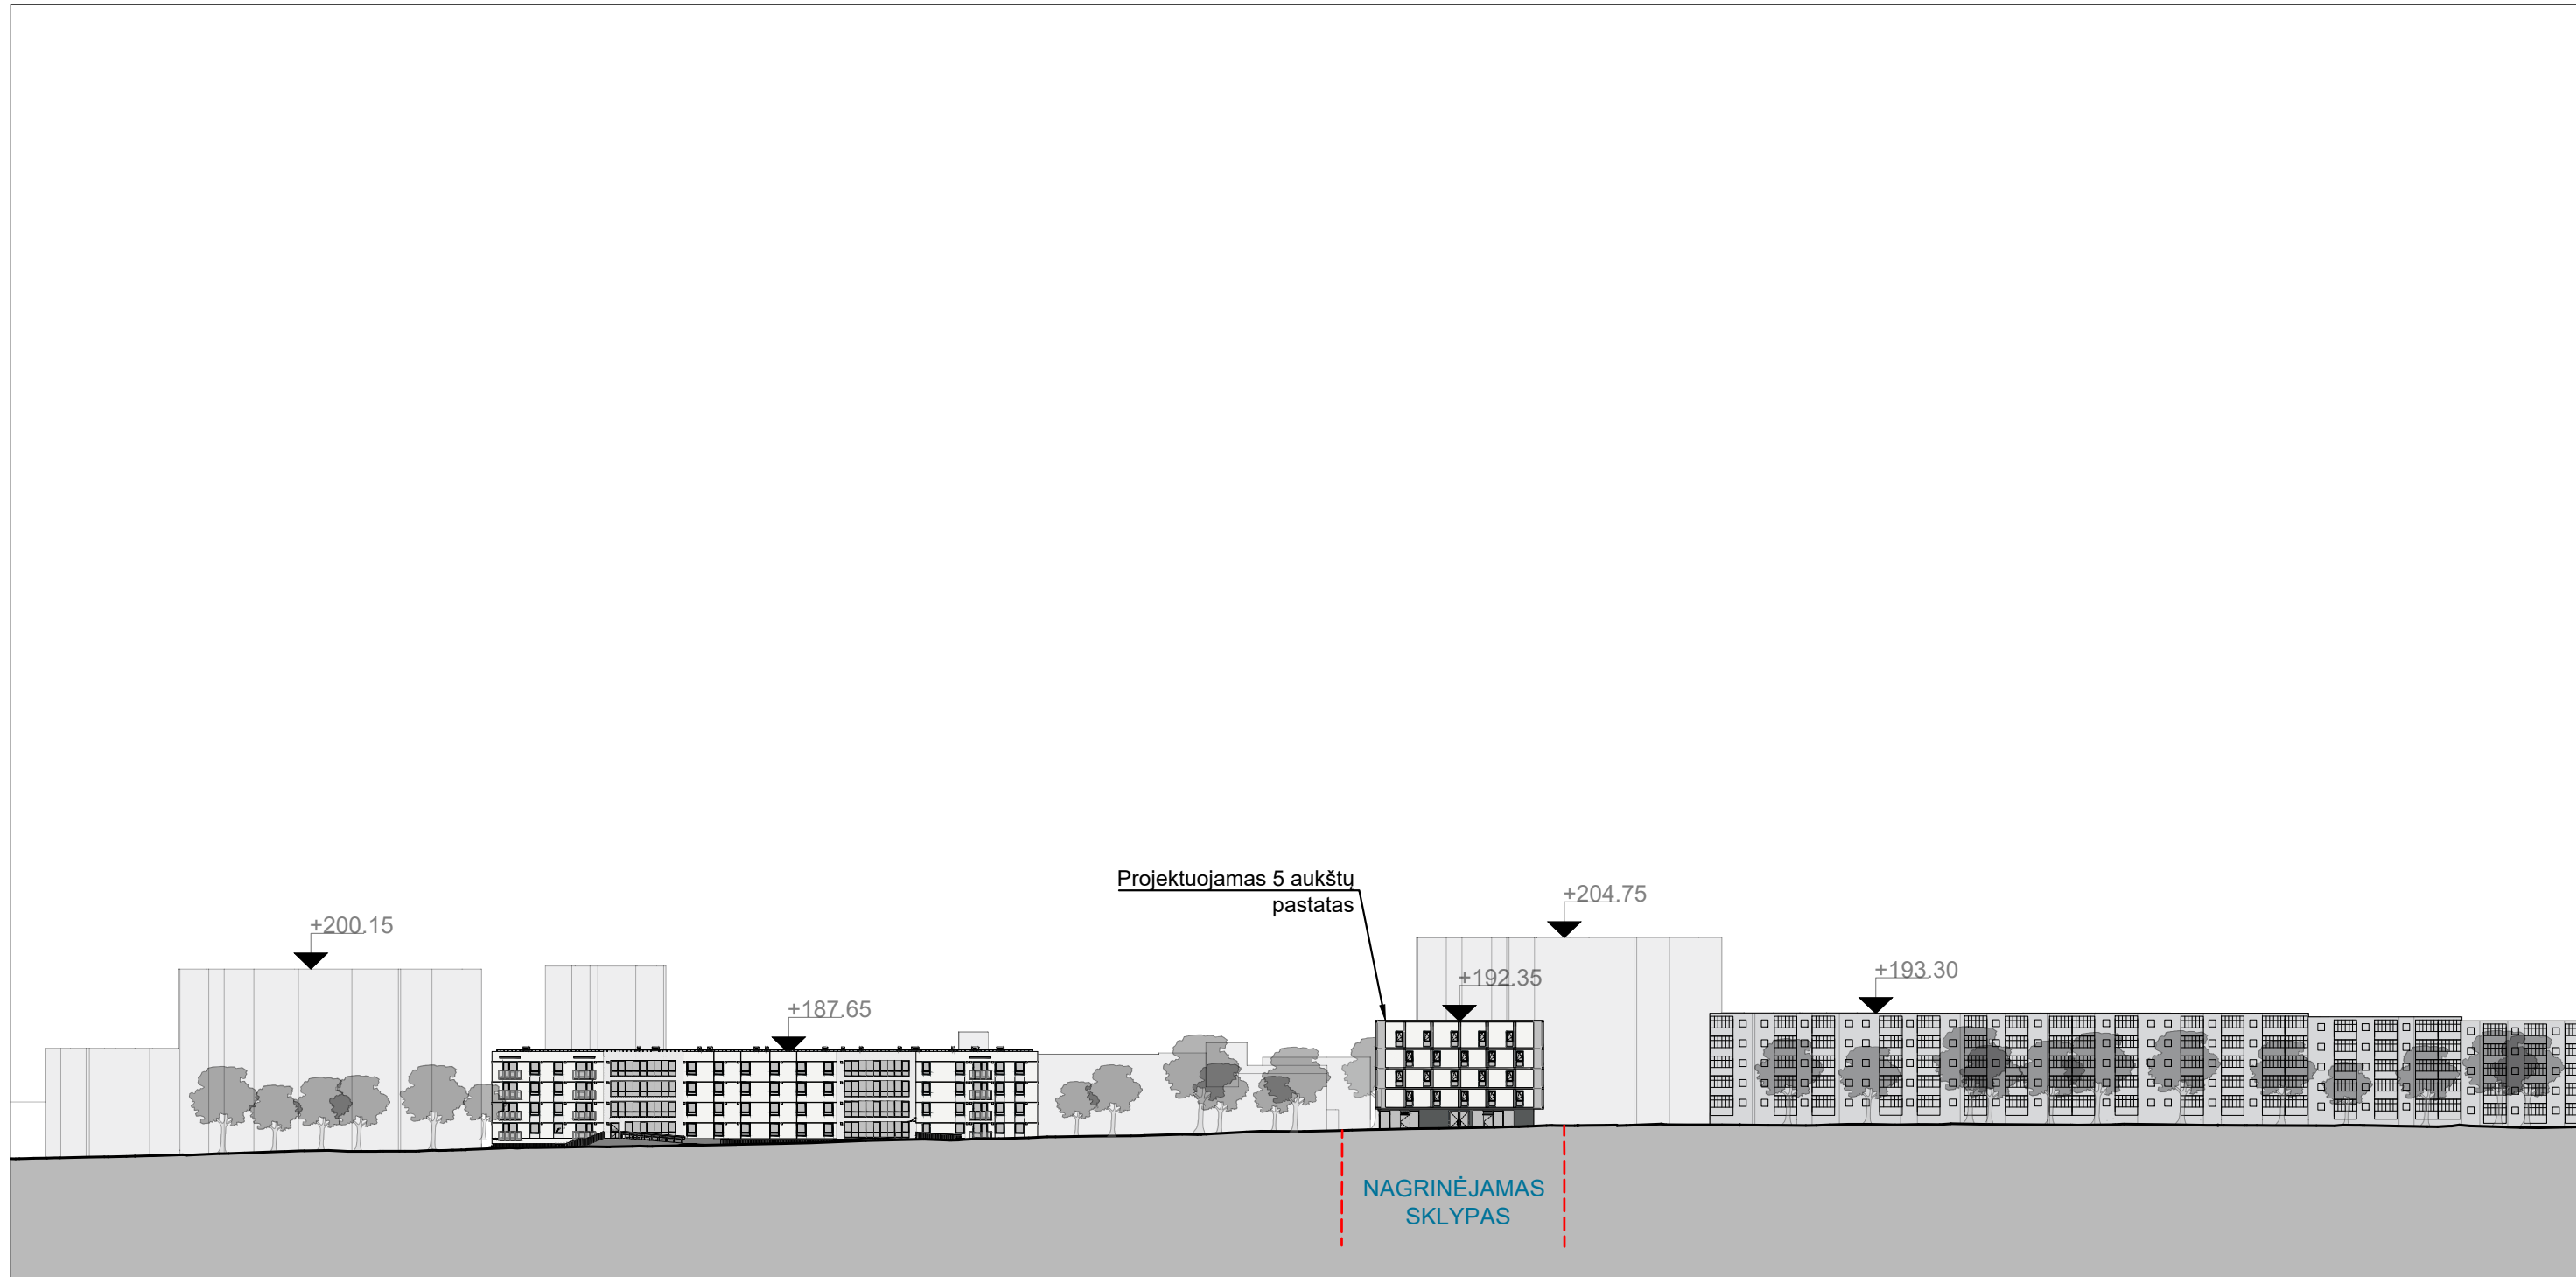 Projektuojamas 5 aukštų
pastatas
+204.75
+200.15
+192.35
+193.30
+187.65
NAGRINĖJAMAS
SKLYPAS